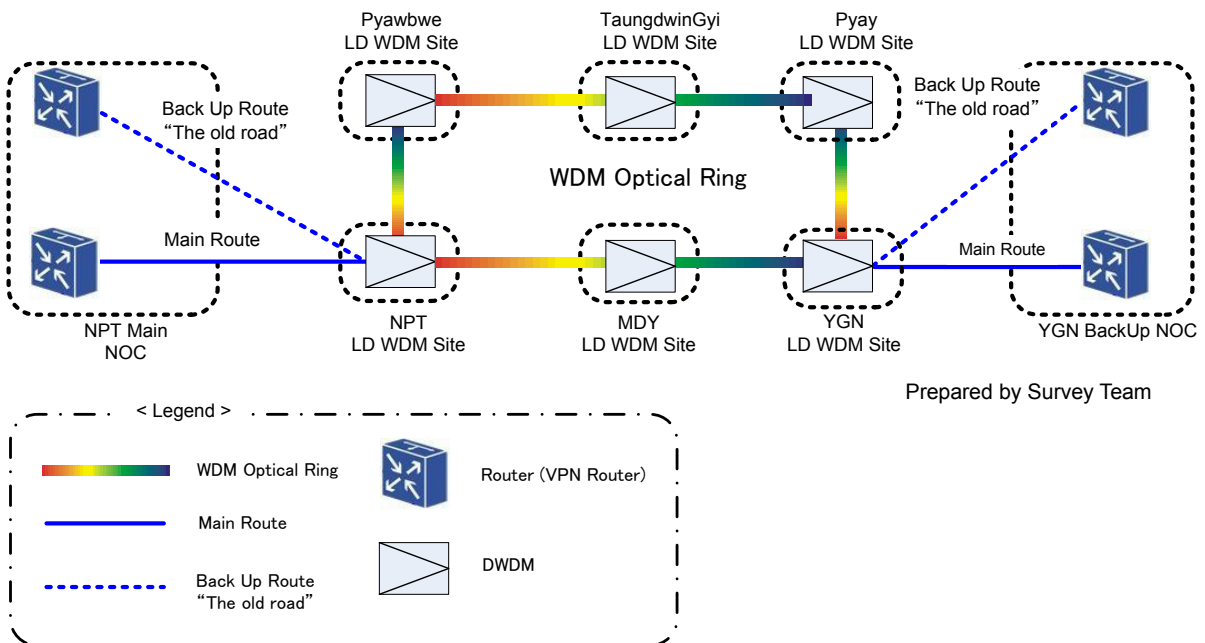 Pyawbwe
LD WDM Site
TaungdwinGyi
LD WDM Site
Pyay
LD WDM Site
Back Up Route
“The old road”
Back Up Route
“The old road”
WDM Optical Ring
Main Route
Main Route
NPT Main
NOC
NPT
LD WDM Site
MDY
LD WDM Site
YGN
LD WDM Site
YGN BackUp NOC
Prepared by Survey Team
< Legend >
WDM Optical Ring
Router (VPN Router)
Main Route
DWDM
Back Up Route
“The old road”